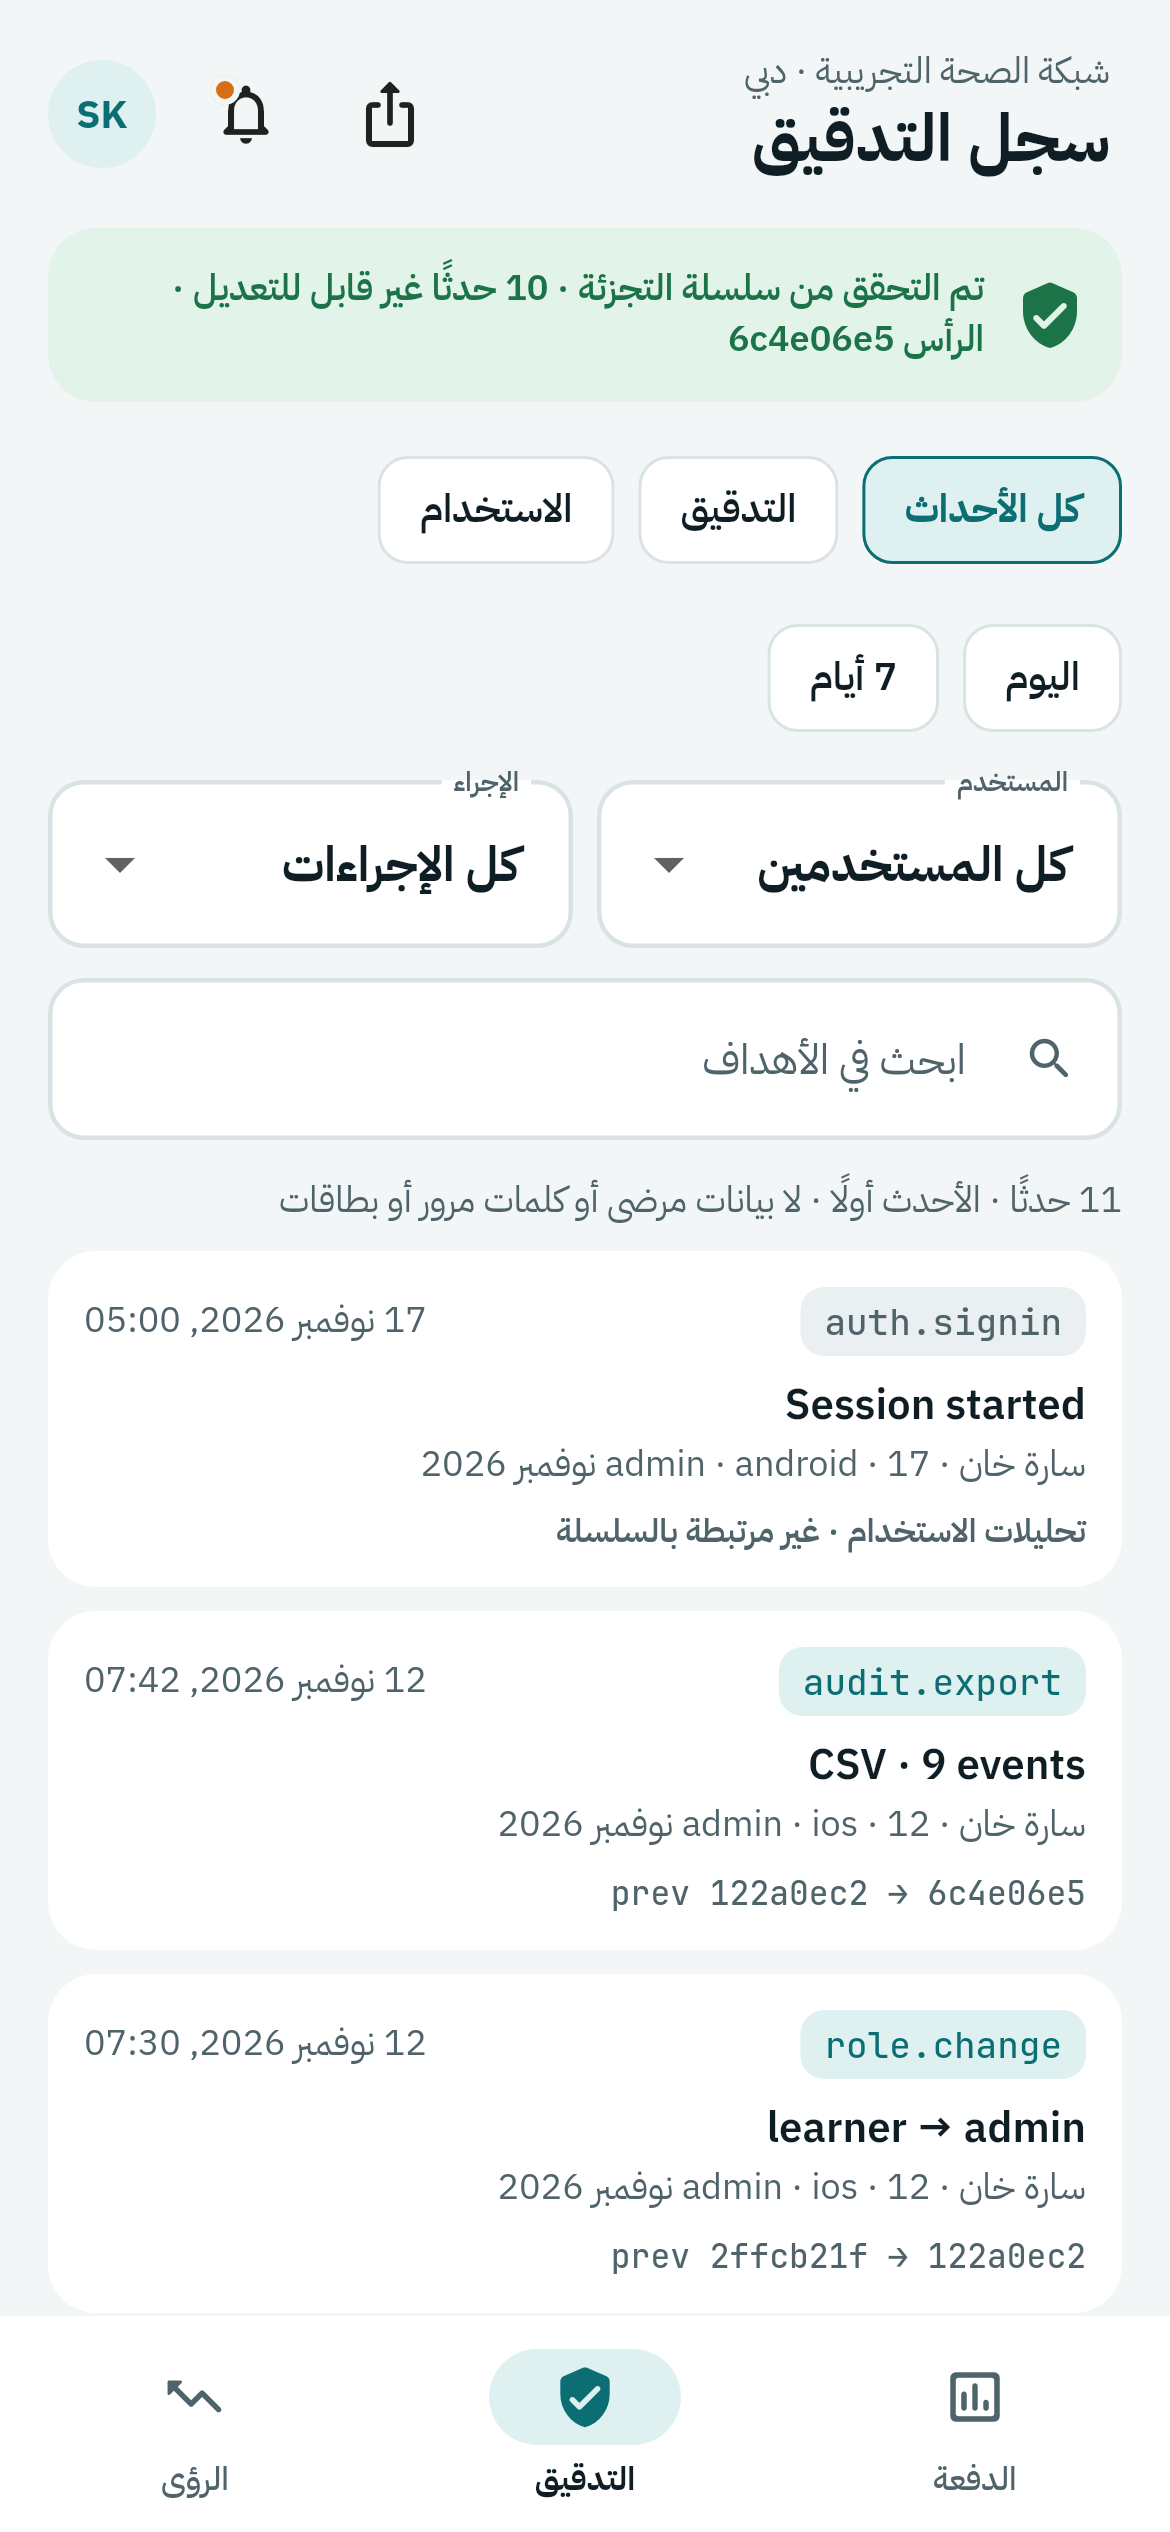 شبكة الصحة التجريبية · دبي
سجل التدقيق
SK
تم التحقق من سلسلة التجزئة · 10 حدثًا غير قابل للتعديل ·
الرأس 6c4e06e5
كل الأحداث
التدقيق
الاستخدام
اليوم
7 أيام
المستخدم
كل المستخدمين
الإجراء
كل الإجراءات
ابحث في الأهداف
11 حدثًا · الأحدث أولًا · لا بيانات مرضى أو كلمات مرور أو بطاقات
auth.signin
17 نوفمبر 2026, 05:00
Session started
سارة خان · admin · android · 17 نوفمبر 2026
تحليلات الاستخدام · غير مرتبطة بالسلسلة
audit.export
12 نوفمبر 2026, 07:42
CSV · 9 events
سارة خان · admin · ios · 12 نوفمبر 2026
prev 122a0ec2 → 6c4e06e5
role.change
12 نوفمبر 2026, 07:30
learner → admin
سارة خان · admin · ios · 12 نوفمبر 2026
prev 2ffcb21f → 122a0ec2
الدفعة
التدقيق
الرؤى